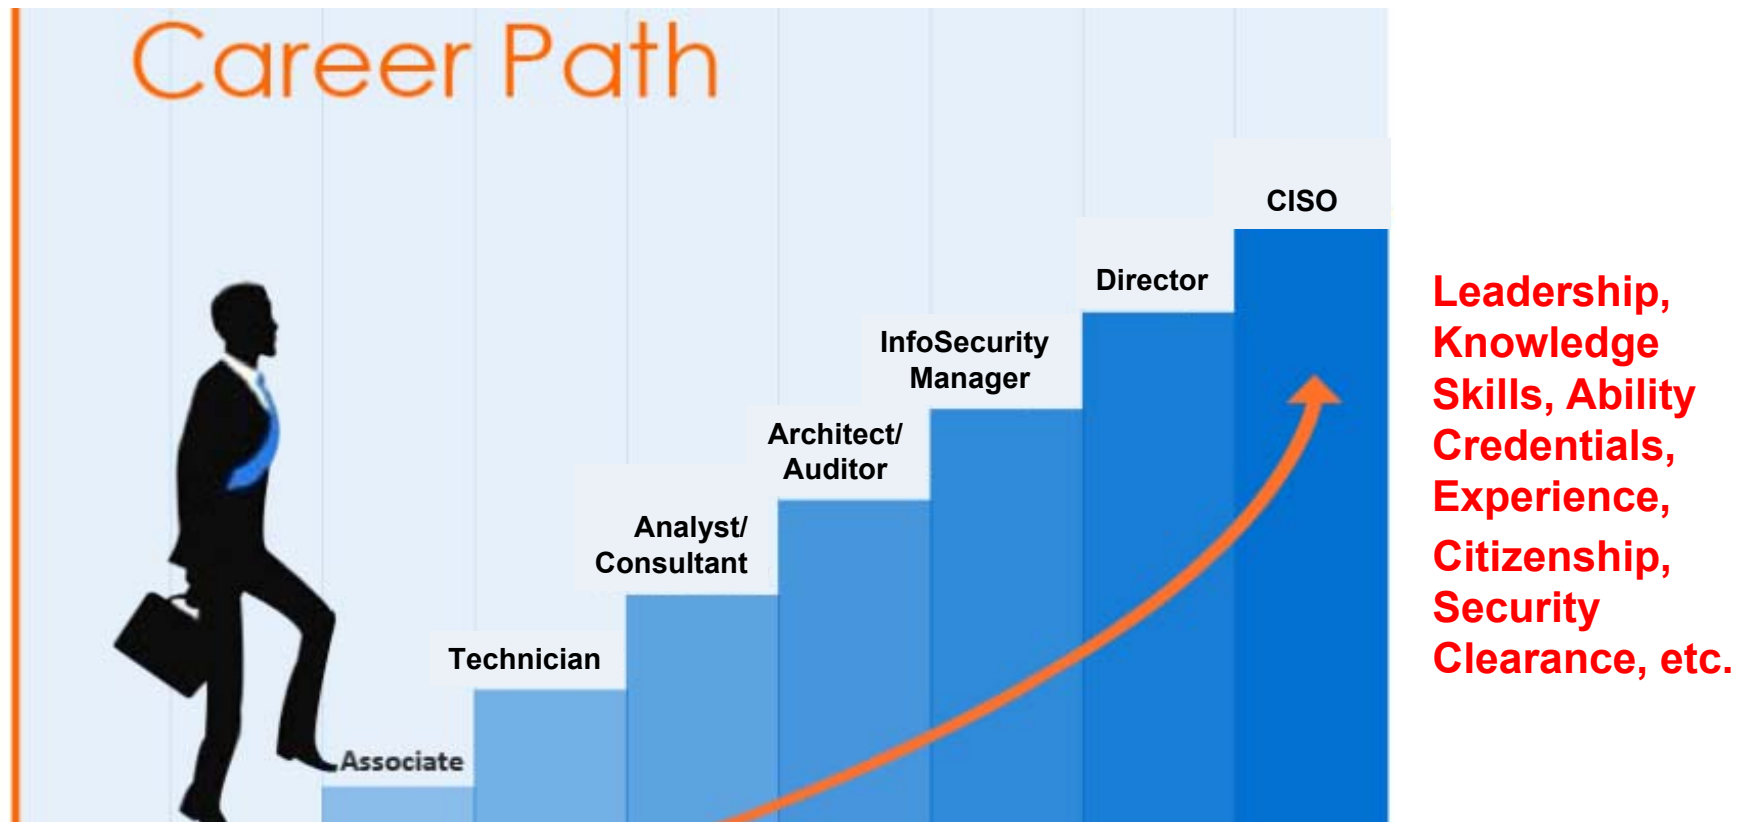 Career Path
CISO
Director
InfoSecurity
Manager
Architect/
Auditor
Analyst/
Consultant
Technician
Associate
Leadership,
Knowledge
Skills, Ability
Credentials,
Experience,
Citizenship,
Security
Clearance, etc.